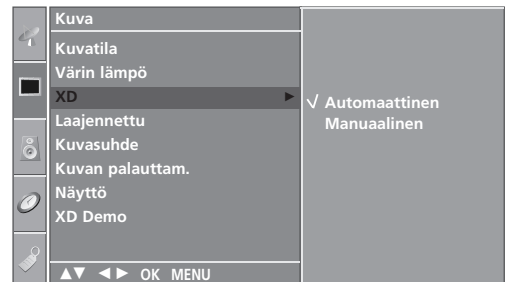 Kuva
Kuvatila
Värin lämpö
XD ►
Laajennettu
Kuvasuhde
Kuvan palauttam.
Näyttö
XD Demo
√ Automaattinen
Manuaalinen
▲▼ ◄► OK MENU